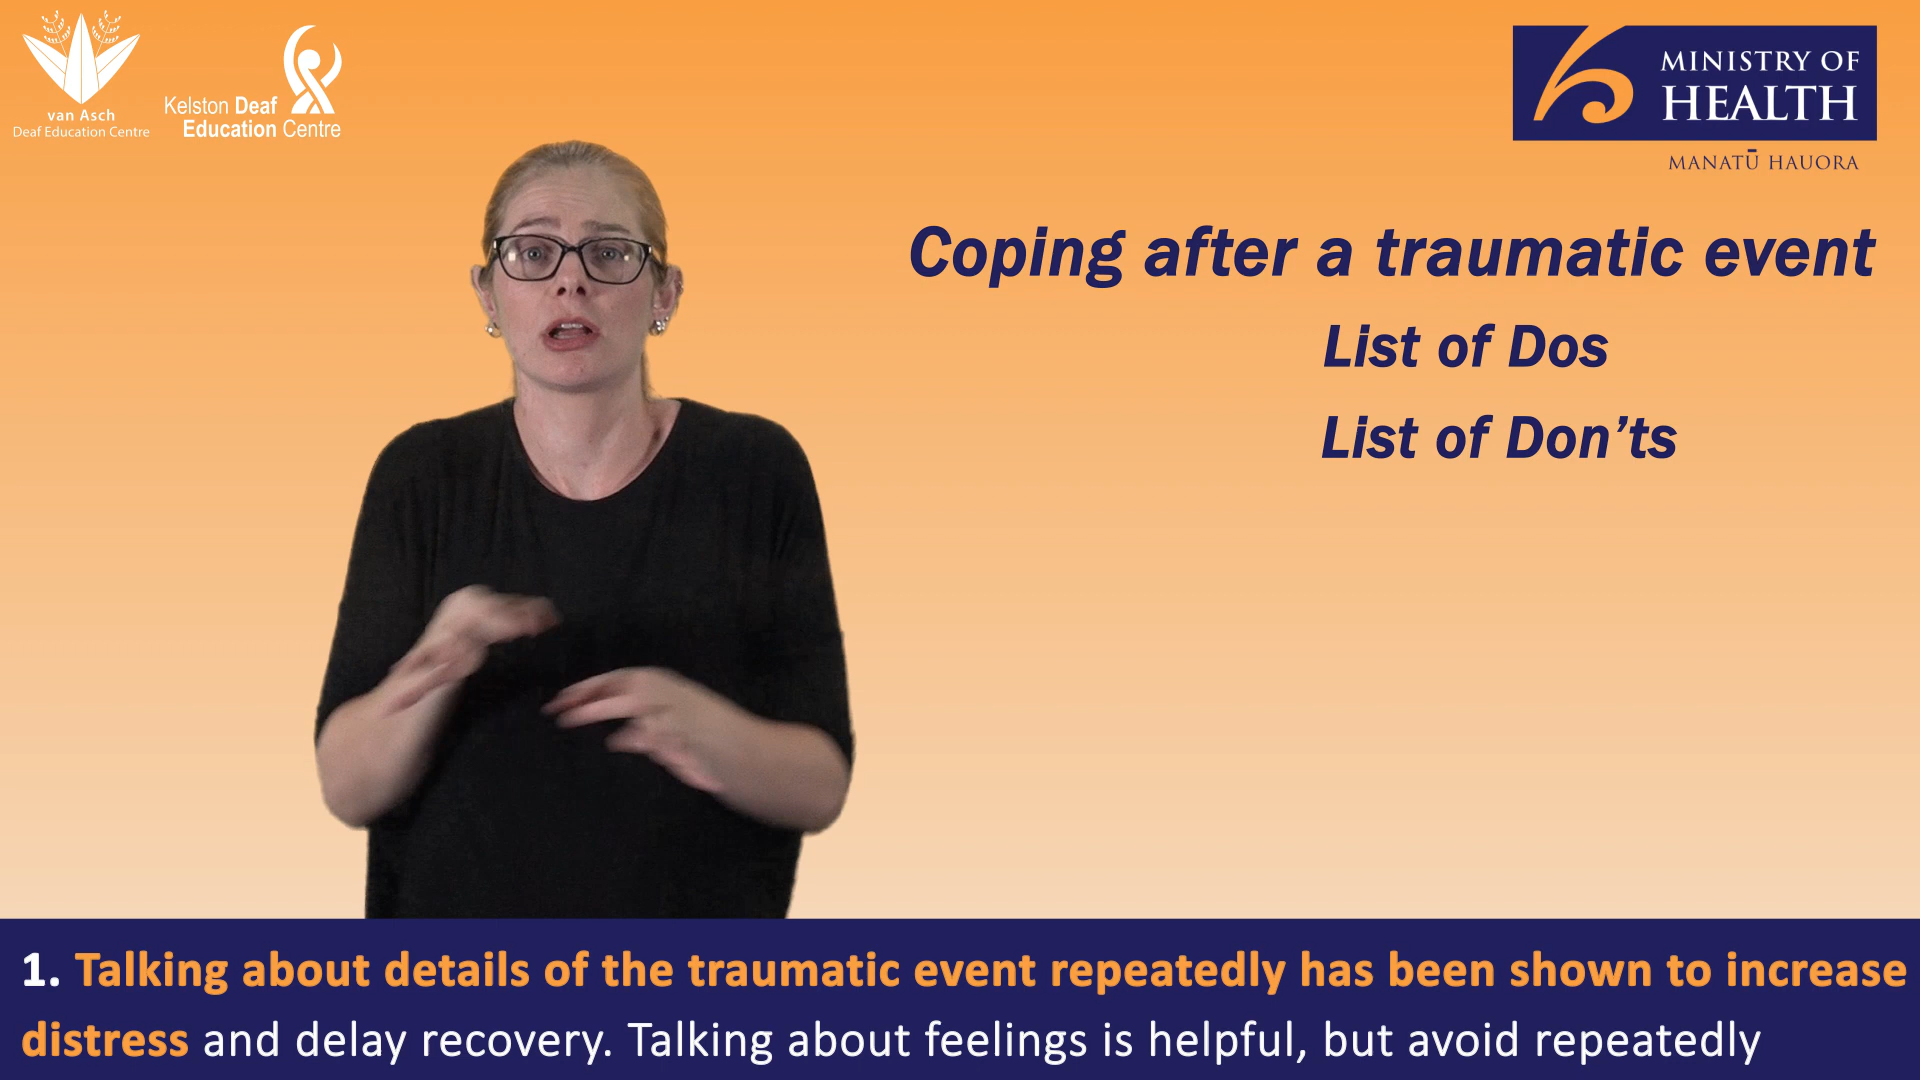 van Asch
Deaf Education Centre
Kelston Deaf
Education Centre
MINISTRY OF
HEALTH
MANATŪ HAUORA
Coping after a traumatic event
List of Dos
List of Don’ts
1. Talking about details of the traumatic event repeatedly has been shown to increase
distress and delay recovery. Talking about feelings is helpful, but avoid repeatedly